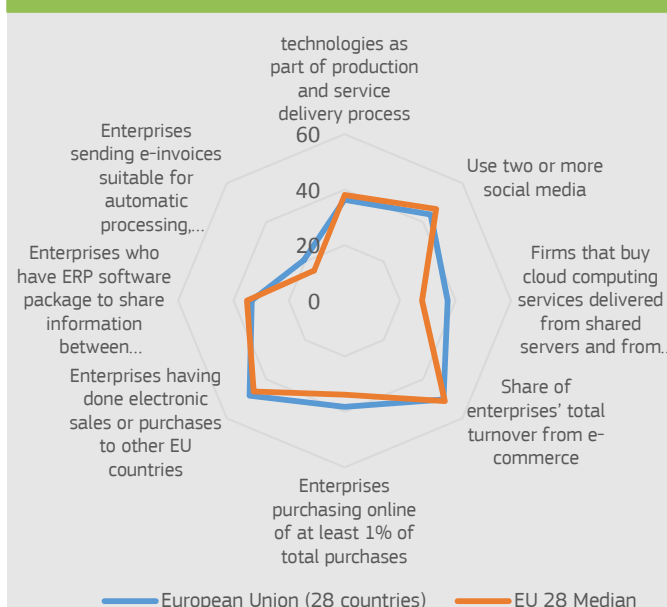 technologies as
part of production
and service
delivery process
60
40
20
0
Use two or more
social media
Firms that buy
cloud computing
services delivered
from shared
servers and from..
Share of
enterprises’ total
turnover from e-
commerce
Enterprises
purchasing online
of at least 1% of
total purchases
Enterprises having
done electronic
sales or purchases
to other EU
countries
Enterprises who
have ERP software
package to share
information
between...
Enterprises
sending e-invoices
suitable for
automatic
processing,...
European Union (28 countries)
EU 28 Median